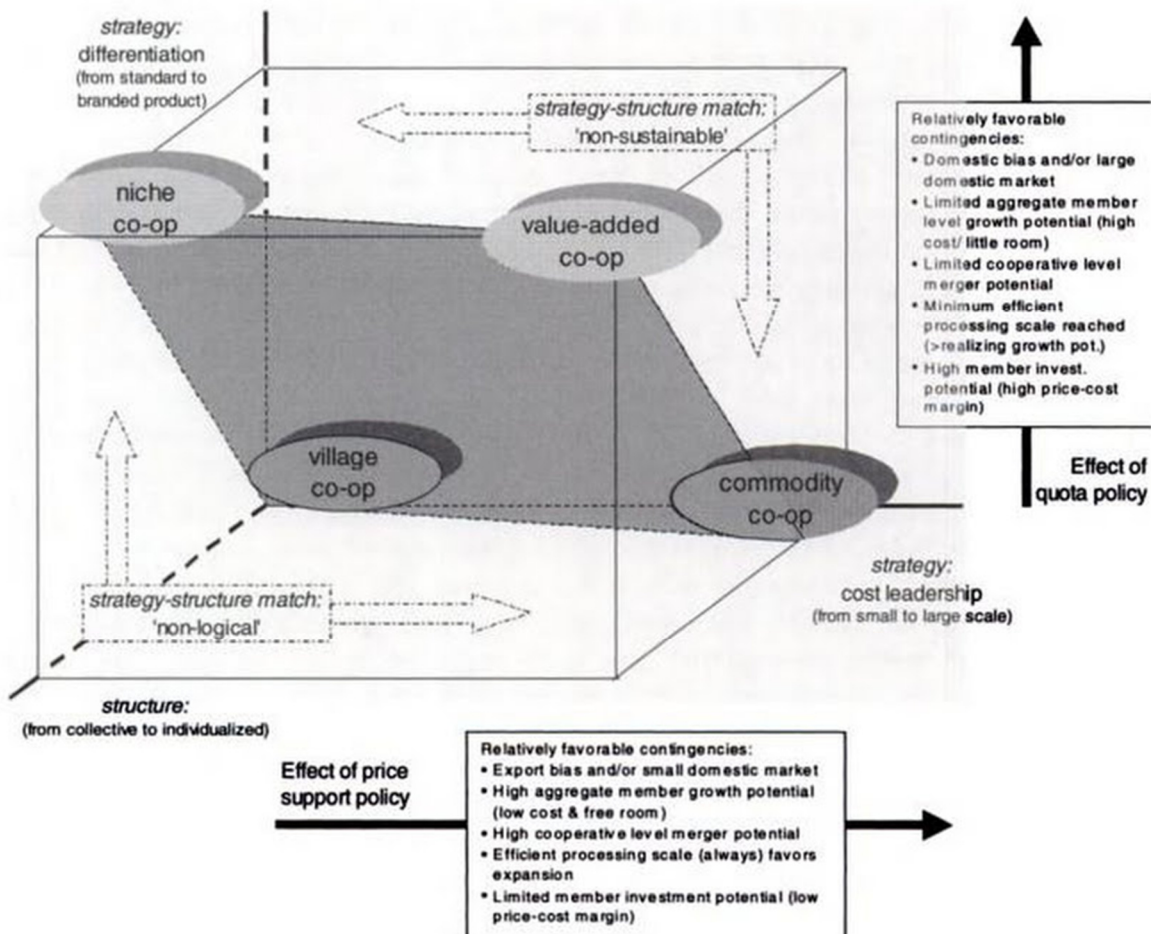 strategy:
differentiation
(from standard to
branded product)
strategy-structure match:
'non-sustainable'
niche
co-op
value-added
co-op
village
co-op
commodity
co-op
strategy-structure match:
'non-logical'
strategy:
cost leadership
(from small to large scale)
structure:
(from collective to individualized)
Relatively favorable
contingencies:
• Domestic bias and/or large
domestic market
• Limited aggregate member
level growth potential (high
cost/ little room)
• Limited cooperative level
merger potential
• Minimum efficient
processing scale reached
(>realizing growth pot.)
• High member invest.
potential (high price-cost
margin)
Effect of
quota policy
Effect of price
support policy
Relatively favorable contingencies:
• Export bias and/or small domestic market
• High aggregate member growth potential
(low cost & free room)
• High cooperative level merger potential
• Efficient processing scale (always) favors
expansion
• Limited member investment potential (low
price-cost margin)